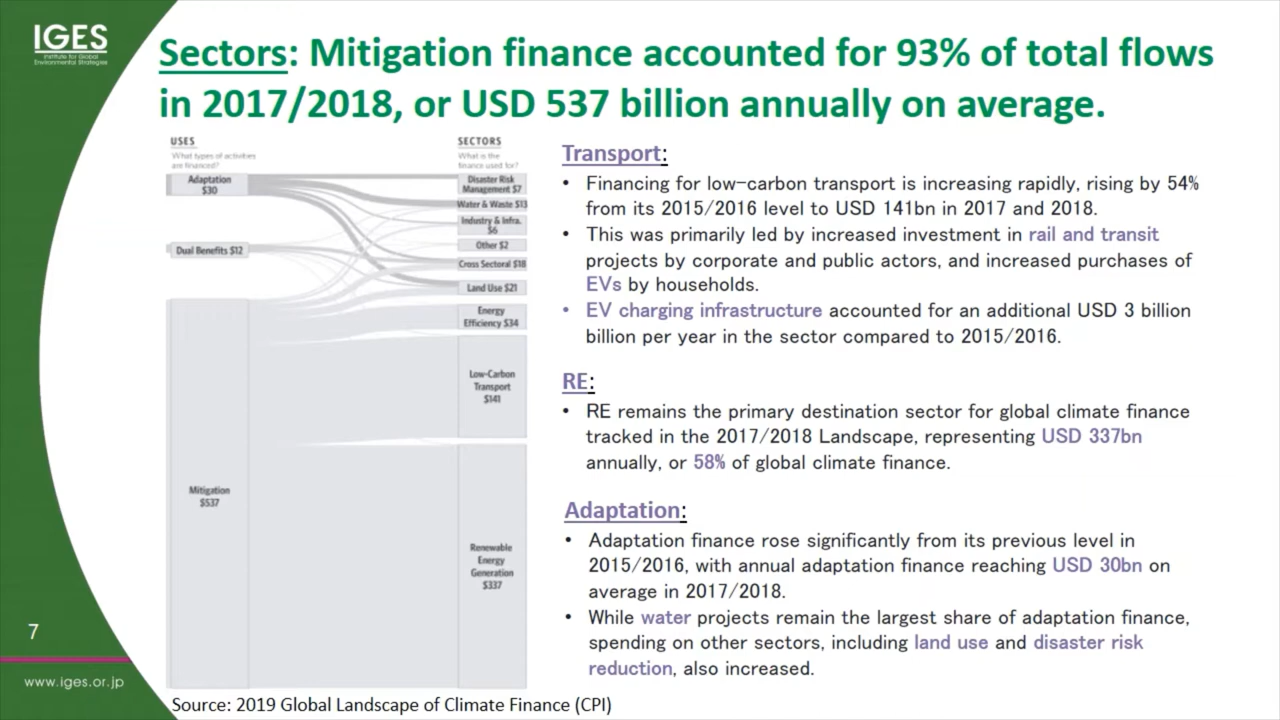 IGES
Institute for Global
Environmental Strategies
Sectors: Mitigation finance accounted for 93% of total flows
in 2017/2018, or USD 537 billion annually on average.
USES
What types of activities
are financed?
SECTORS
What is the
finance used for?
Adaptation
$30
Dual Benefits $12
Mitigation
$537
Disaster Risk
Management $7
Water & Waste $13
Industry & Infra.
$6
Other $2
Cross Sectoral $18
Land Use $21
Energy
Efficiency $34
Low-Carbon
Transport
$141
Renewable
Energy
Generation
$337
Transport:
• Financing for low-carbon transport is increasing rapidly, rising by 54%
from its 2015/2016 level to USD 141bn in 2017 and 2018.
• This was primarily led by increased investment in rail and transit
projects by corporate and public actors, and increased purchases of
EVs by households.
• EV charging infrastructure accounted for an additional USD 3 billion
billion per year in the sector compared to 2015/2016.
RE:
• RE remains the primary destination sector for global climate finance
tracked in the 2017/2018 Landscape, representing USD 337bn
annually, or 58% of global climate finance.
Adaptation:
• Adaptation finance rose significantly from its previous level in
2015/2016, with annual adaptation finance reaching USD 30bn on
average in 2017/2018.
• While water projects remain the largest share of adaptation finance,
spending on other sectors, including land use and disaster risk
reduction, also increased.
7
www.iges.or.jp
Source: 2019 Global Landscape of Climate Finance (CPI)